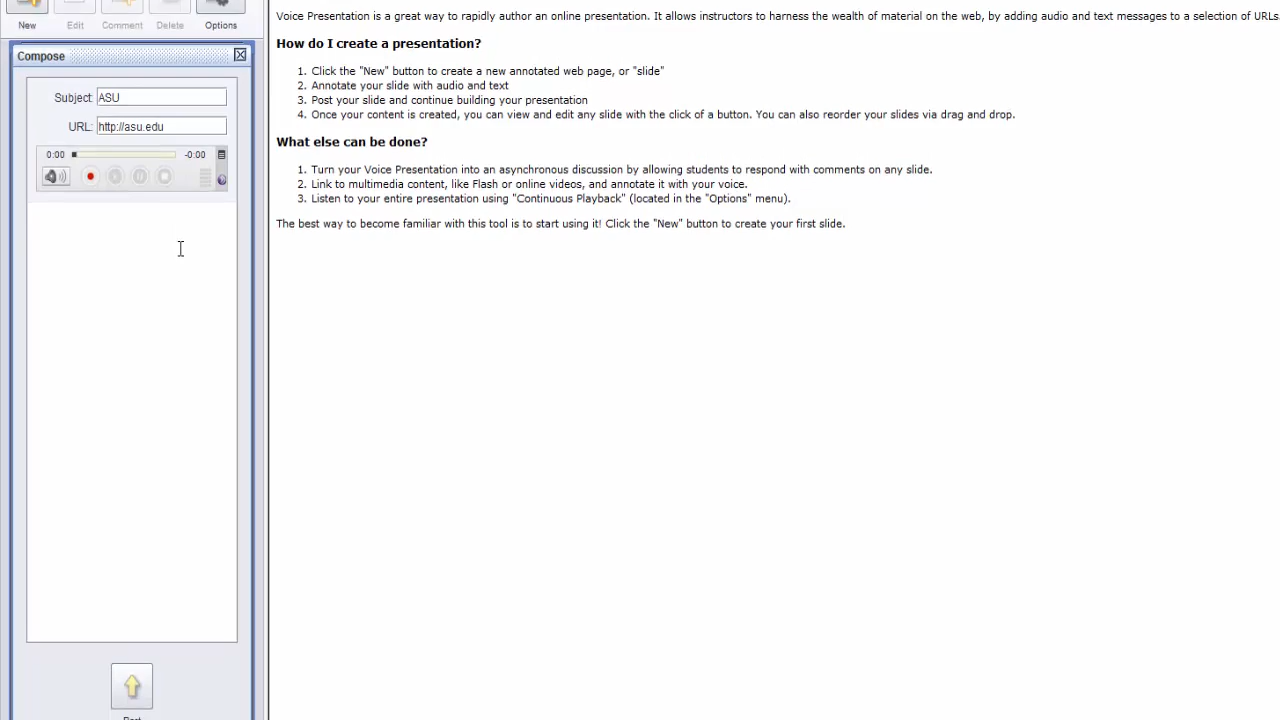 New Edit Comment Delete Options
Compose
Subject: ASU
URL: http://asu.edu
0:00 -0:00
Post
Voice Presentation is a great way to rapidly author an online presentation. It allows instructors to harness the wealth of material on the web, by adding audio and text messages to a selection of URLs
How do I create a presentation?
1. Click the "New" button to create a new annotated web page, or "slide"
2. Annotate your slide with audio and text
3. Post your slide and continue building your presentation
4. Once your content is created, you can view and edit any slide with the click of a button. You can also reorder your slides via drag and drop.
What else can be done?
1. Turn your Voice Presentation into an asynchronous discussion by allowing students to respond with comments on any slide.
2. Link to multimedia content, like Flash or online videos, and annotate it with your voice.
3. Listen to your entire presentation using "Continuous Playback" (located in the "Options" menu).
The best way to become familiar with this tool is to start using it! Click the "New" button to create your first slide.